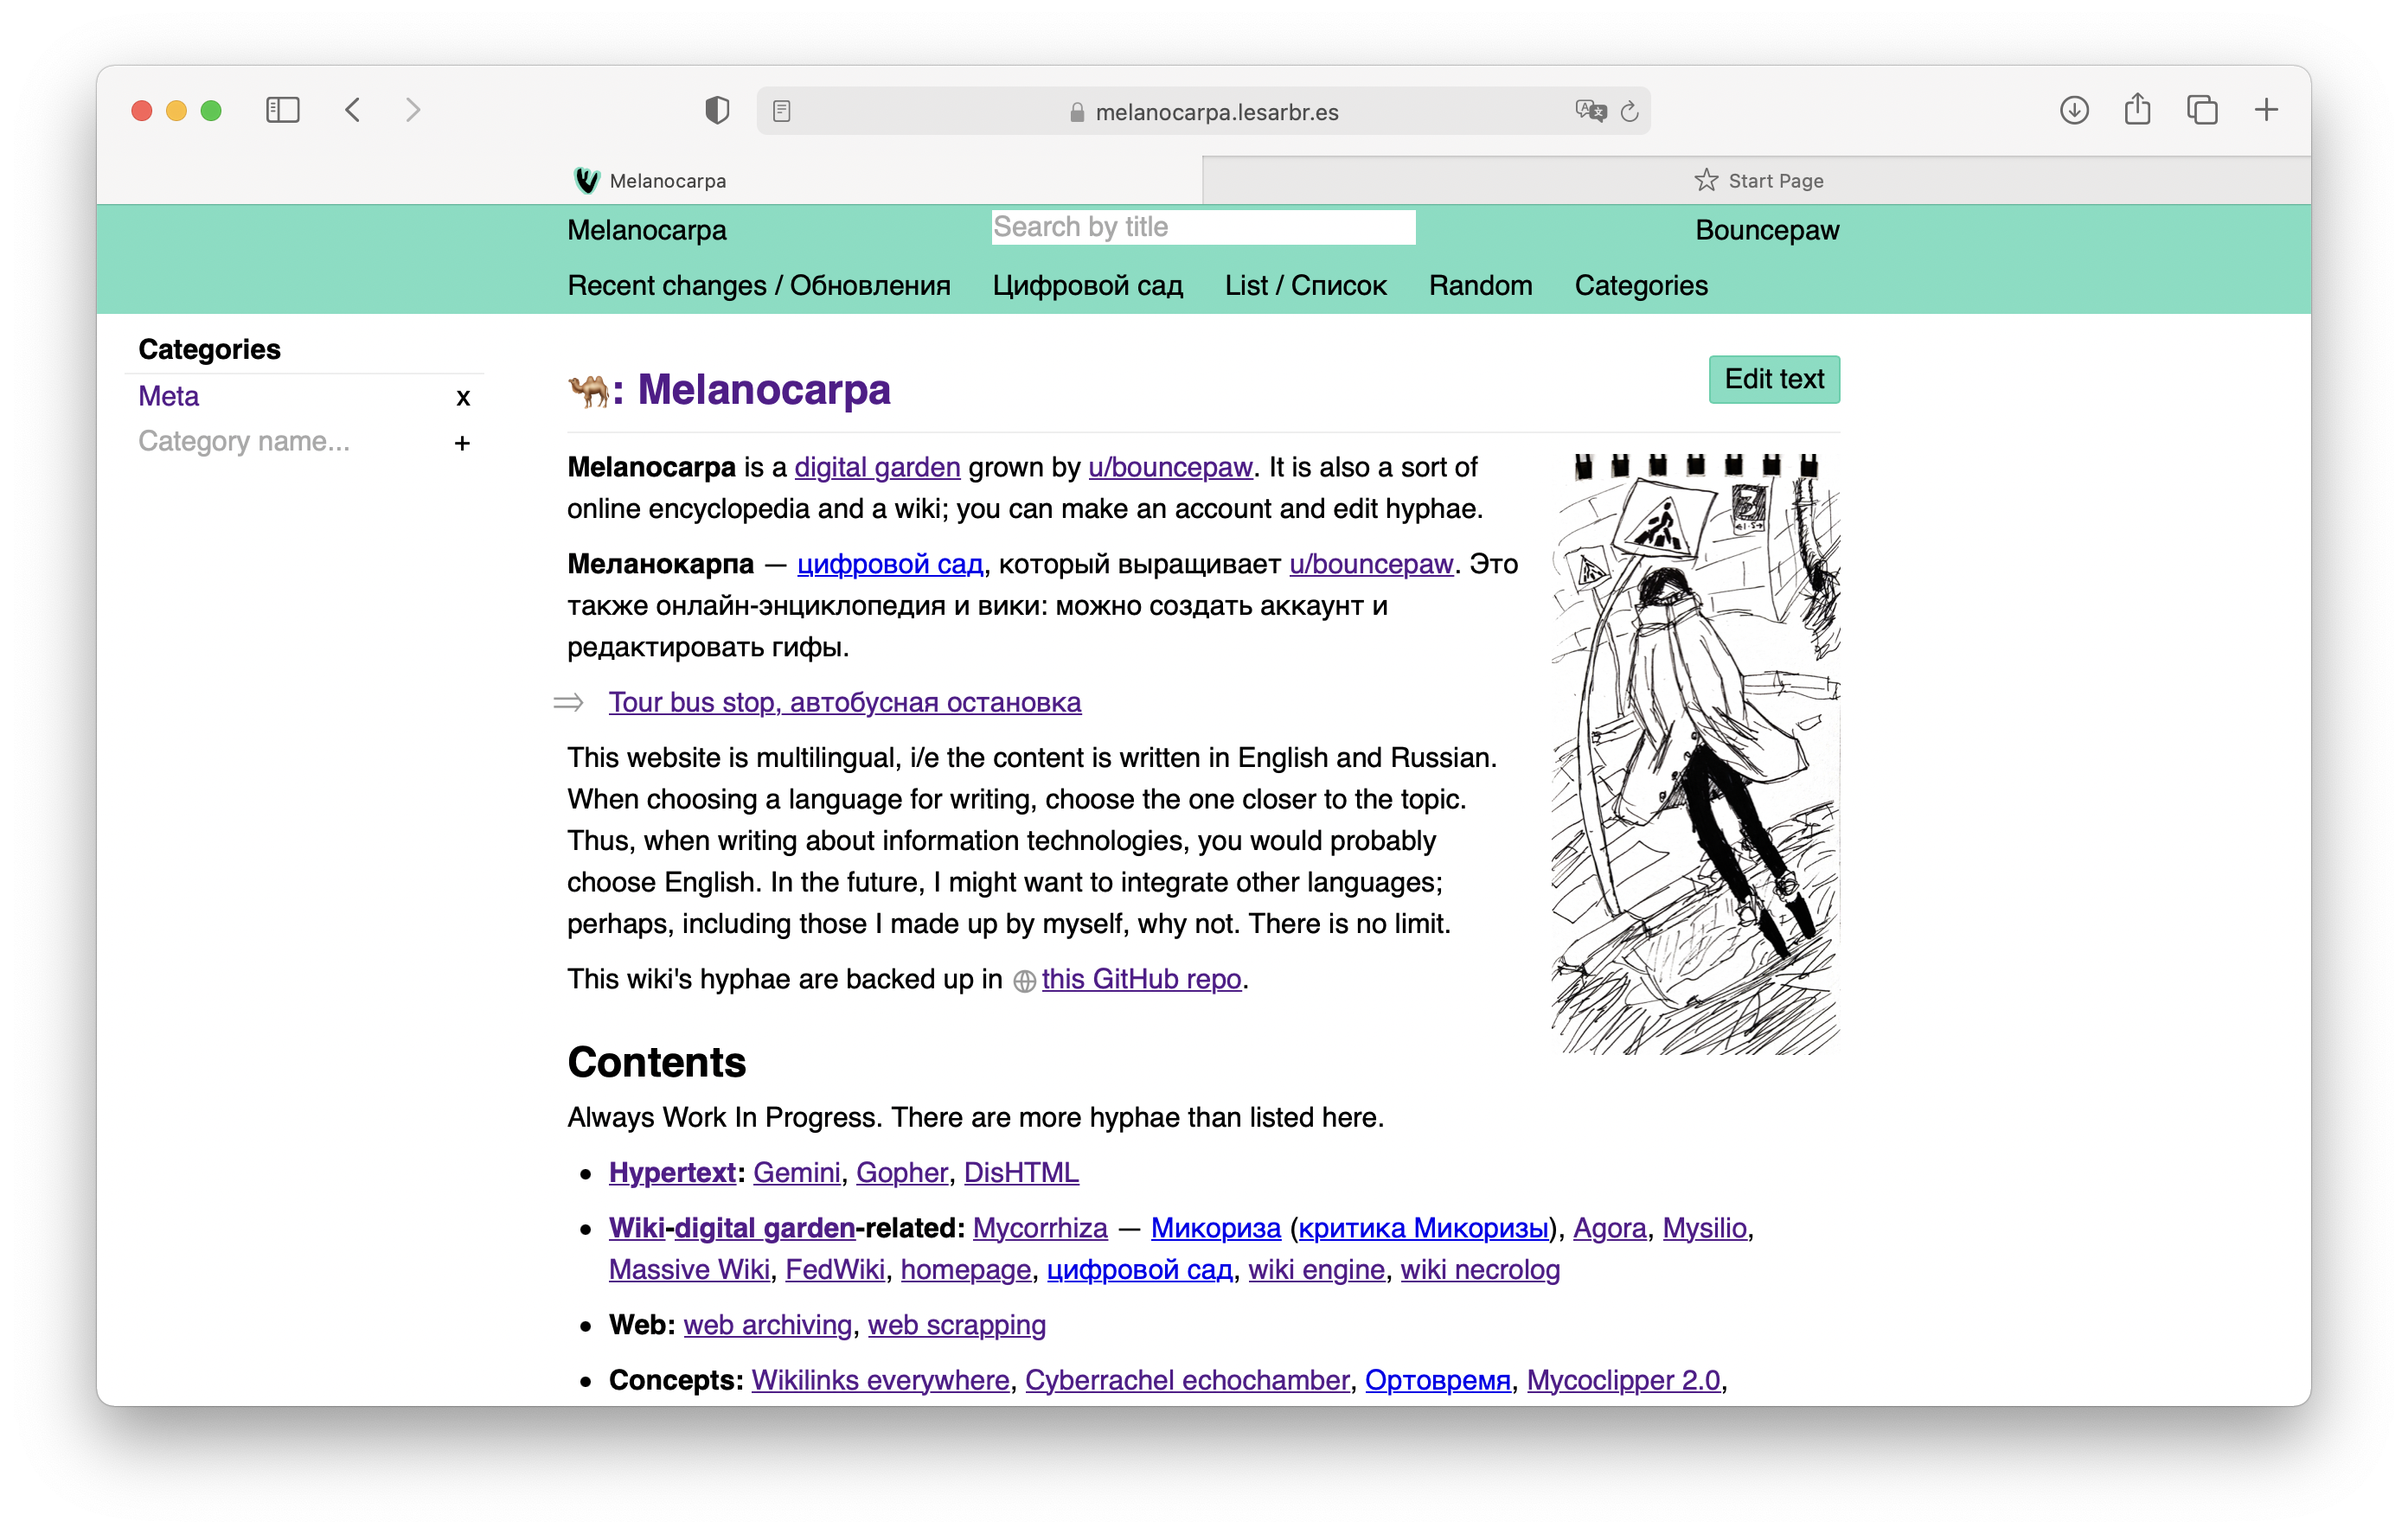 melanocarpa.lesarbr.es
Melanocarpa
Start Page
Melanocarpa
Search by title
Bouncepaw
Recent changes / Обновления
Цифровой сад
List / Список
Random
Categories
Categories
Meta x
Category name... +
🐫: Melanocarpa
Edit text
Melanocarpa is a digital garden grown by u/bouncepaw. It is also a sort of
online encyclopedia and a wiki; you can make an account and edit hyphae.
Меланокарпа — цифровой сад, который выращивает u/bouncepaw. Это
также онлайн-энциклопедия и вики: можно создать аккаунт и
редактировать гифы.
⇒ Tour bus stop, автобусная остановка
This website is multilingual, i/e the content is written in English and Russian.
When choosing a language for writing, choose the one closer to the topic.
Thus, when writing about information technologies, you would probably
choose English. In the future, I might want to integrate other languages;
perhaps, including those I made up by myself, why not. There is no limit.
This wiki's hyphae are backed up in this GitHub repo.
Contents
Always Work In Progress. There are more hyphae than listed here.
• Hypertext: Gemini, Gopher, DisHTML
• Wiki-digital garden-related: Mycorrhiza — Микориза (критика Микоризы), Agora, Mysilio,
Massive Wiki, FedWiki, homepage, цифровой сад, wiki engine, wiki necrolog
• Web: web archiving, web scrapping
• Concepts: Wikilinks everywhere, Cyberrachel echochamber, Ортовремя, Mycoclipper 2.0,